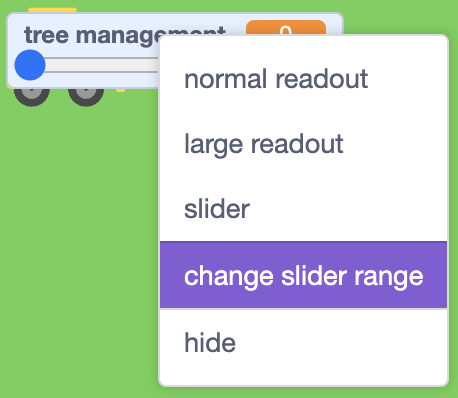 tree management
normal readout
large readout
slider
change slider range
hide